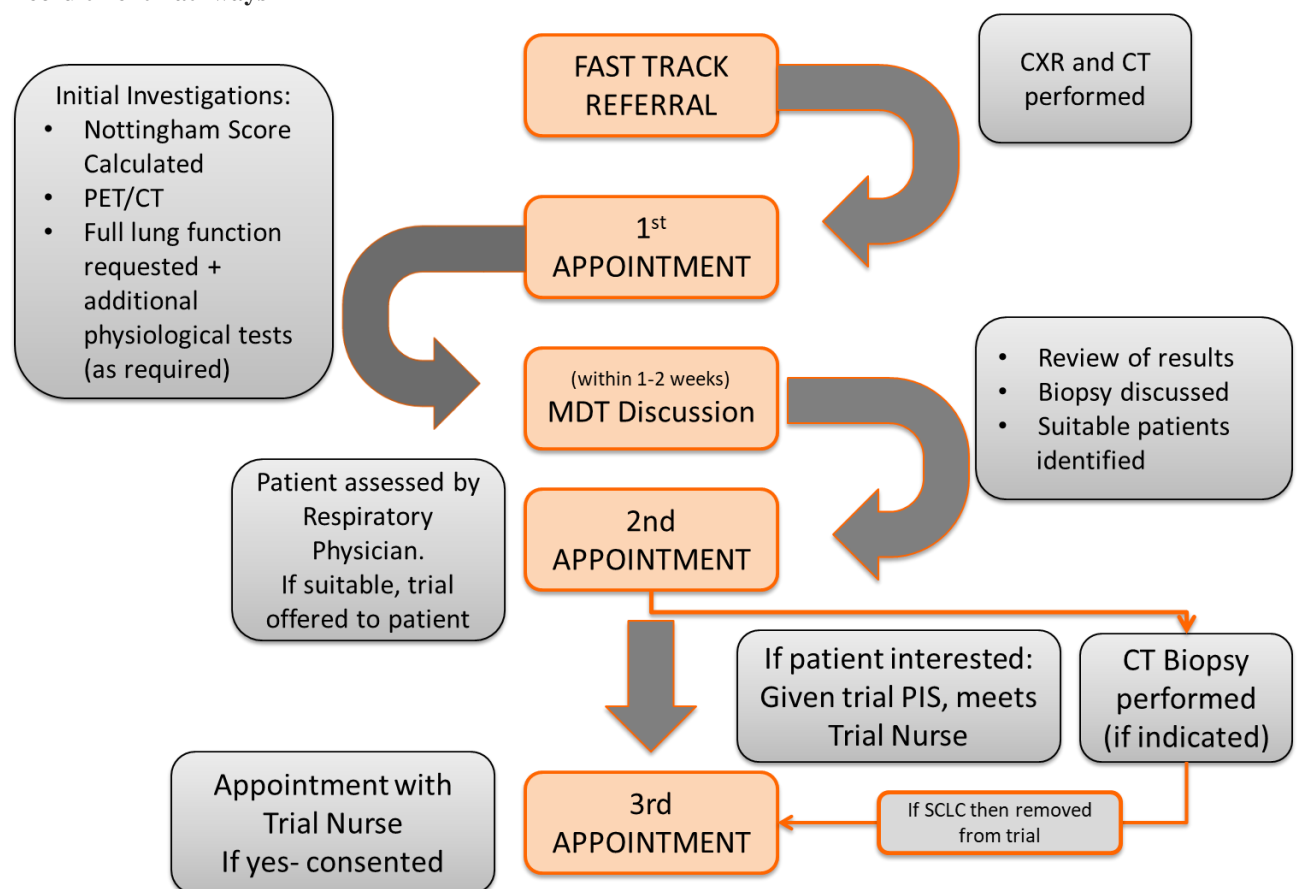 FAST TRACK
REFERRAL
CXR and CT
performed
Initial Investigations:
• Nottingham Score
Calculated
• PET/CT
• Full lung function
requested +
additional
physiological tests
(as required)
1st
APPOINTMENT
(within 1-2 weeks)
MDT Discussion
• Review of results
• Biopsy discussed
• Suitable patients
identified
Patient assessed by
Respiratory
Physician.
If suitable, trial
offered to patient
2nd
APPOINTMENT
If patient interested:
Given trial PIS, meets
Trial Nurse
CT Biopsy
performed
(if indicated)
Appointment with
Trial Nurse
If yes- consented
3rd
APPOINTMENT
If SCLC then removed
from trial